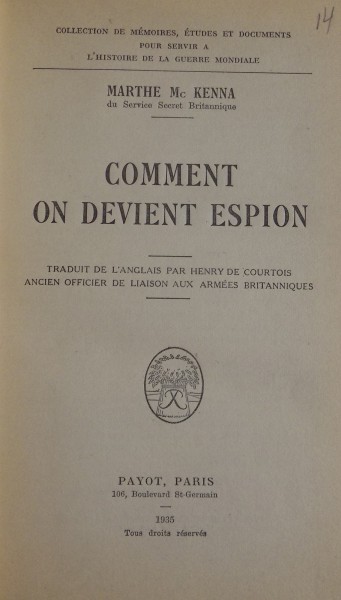 14
COLLECTION DE MÉMOIRES, ÉTUDES ET DOCUMENTS
POUR SERVIR A
L'HISTOIRE DE LA GUERRE MONDIALE
MARTHE Mc KENNA
du Service Secret Britannique
COMMENT
ON DEVIENT ESPION
TRADUIT DE L'ANGLAIS PAR HENRY DE COURTOIS
ANCIEN OFFICIER DE LIAISON AUX ARMÉES BRITANNIQUES
PAYOT, PARIS
106, Boulevard St-Germain
1935
Tous droits réservés